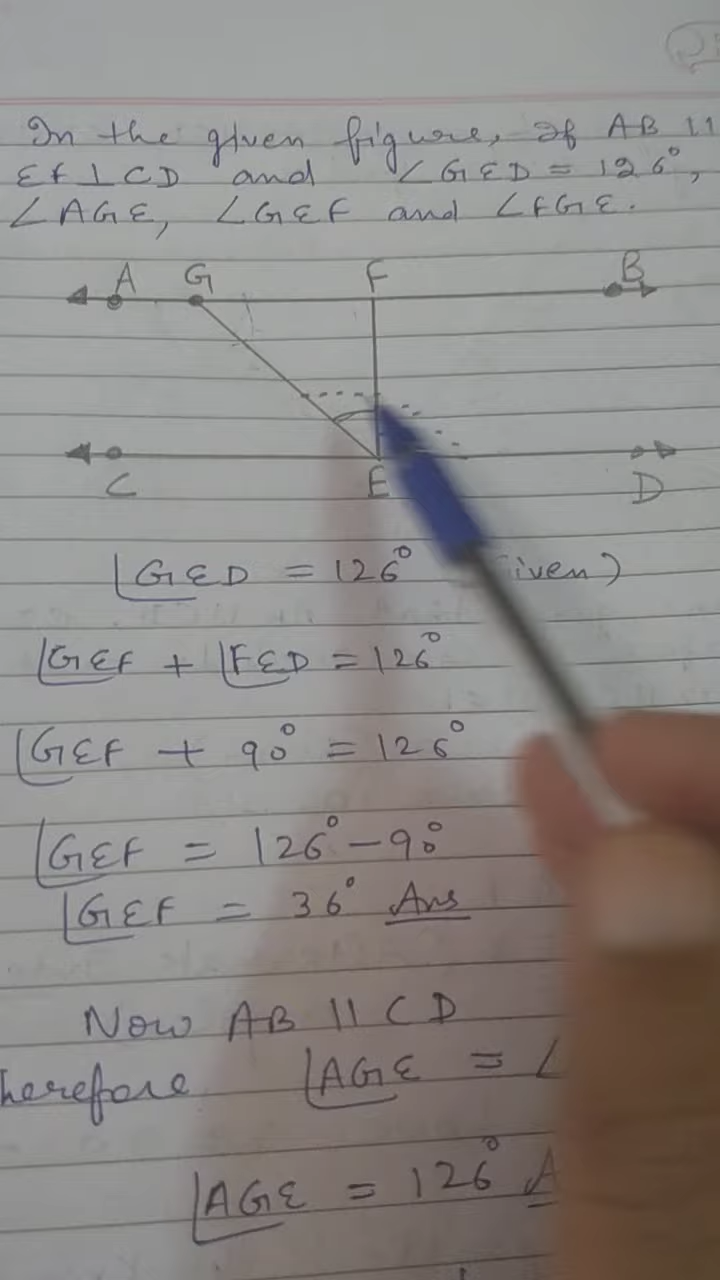 In the given figure, If AB ||
EF ⊥ CD and ∠GED = 126°,
∠AGE, ∠GEF and ∠FGE.
A G F B
C E D
∠GED = 126° iven)
∠GEF + ∠FED = 126°
∠GEF + 90° = 126°
∠GEF = 126° - 90°
∠GEF = 36° Ans
Now AB || CD
herefore ∠AGE = ∠
∠AGE = 126° A